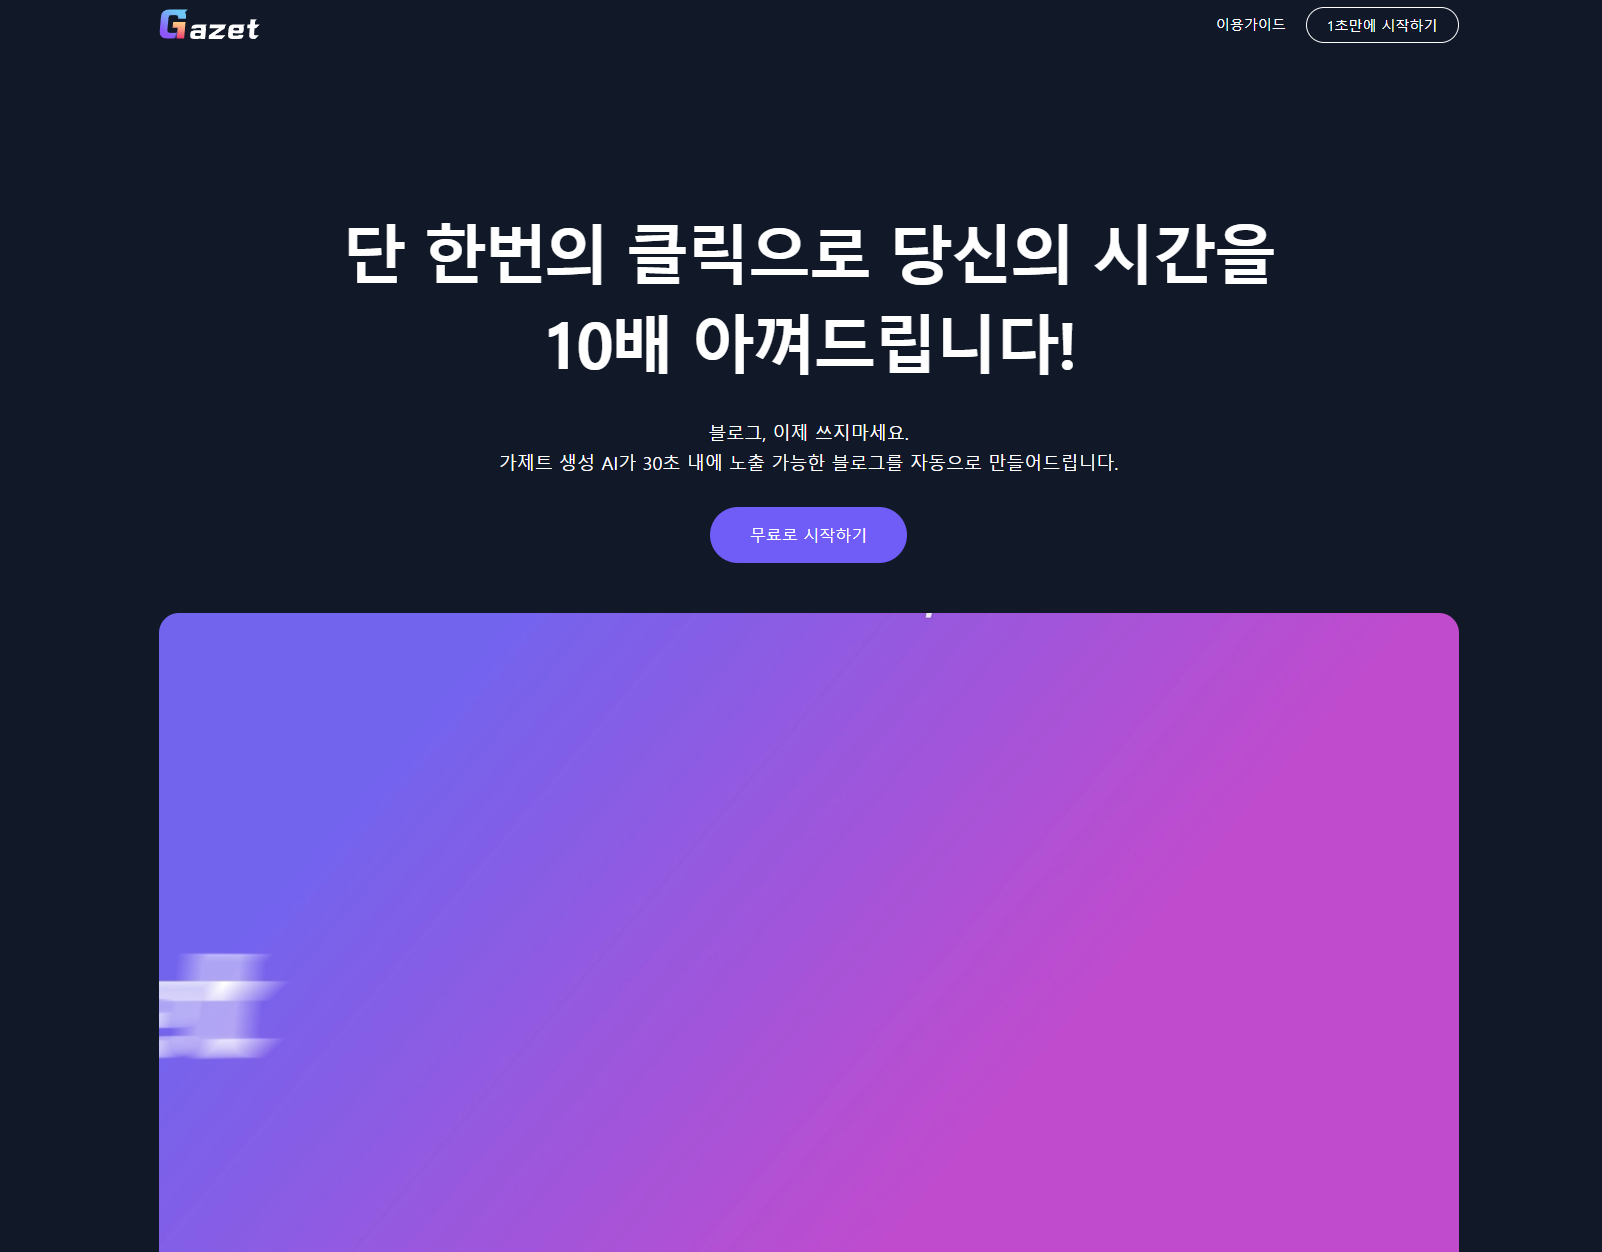 Gazet
이용가이드
1초만에 시작하기
단 한번의 클릭으로 당신의 시간을
10배 아껴드립니다!
블로그, 이제 쓰지마세요.
가제트 생성 AI가 30초 내에 노출 가능한 블로그를 자동으로 만들어드립니다.
무료로 시작하기